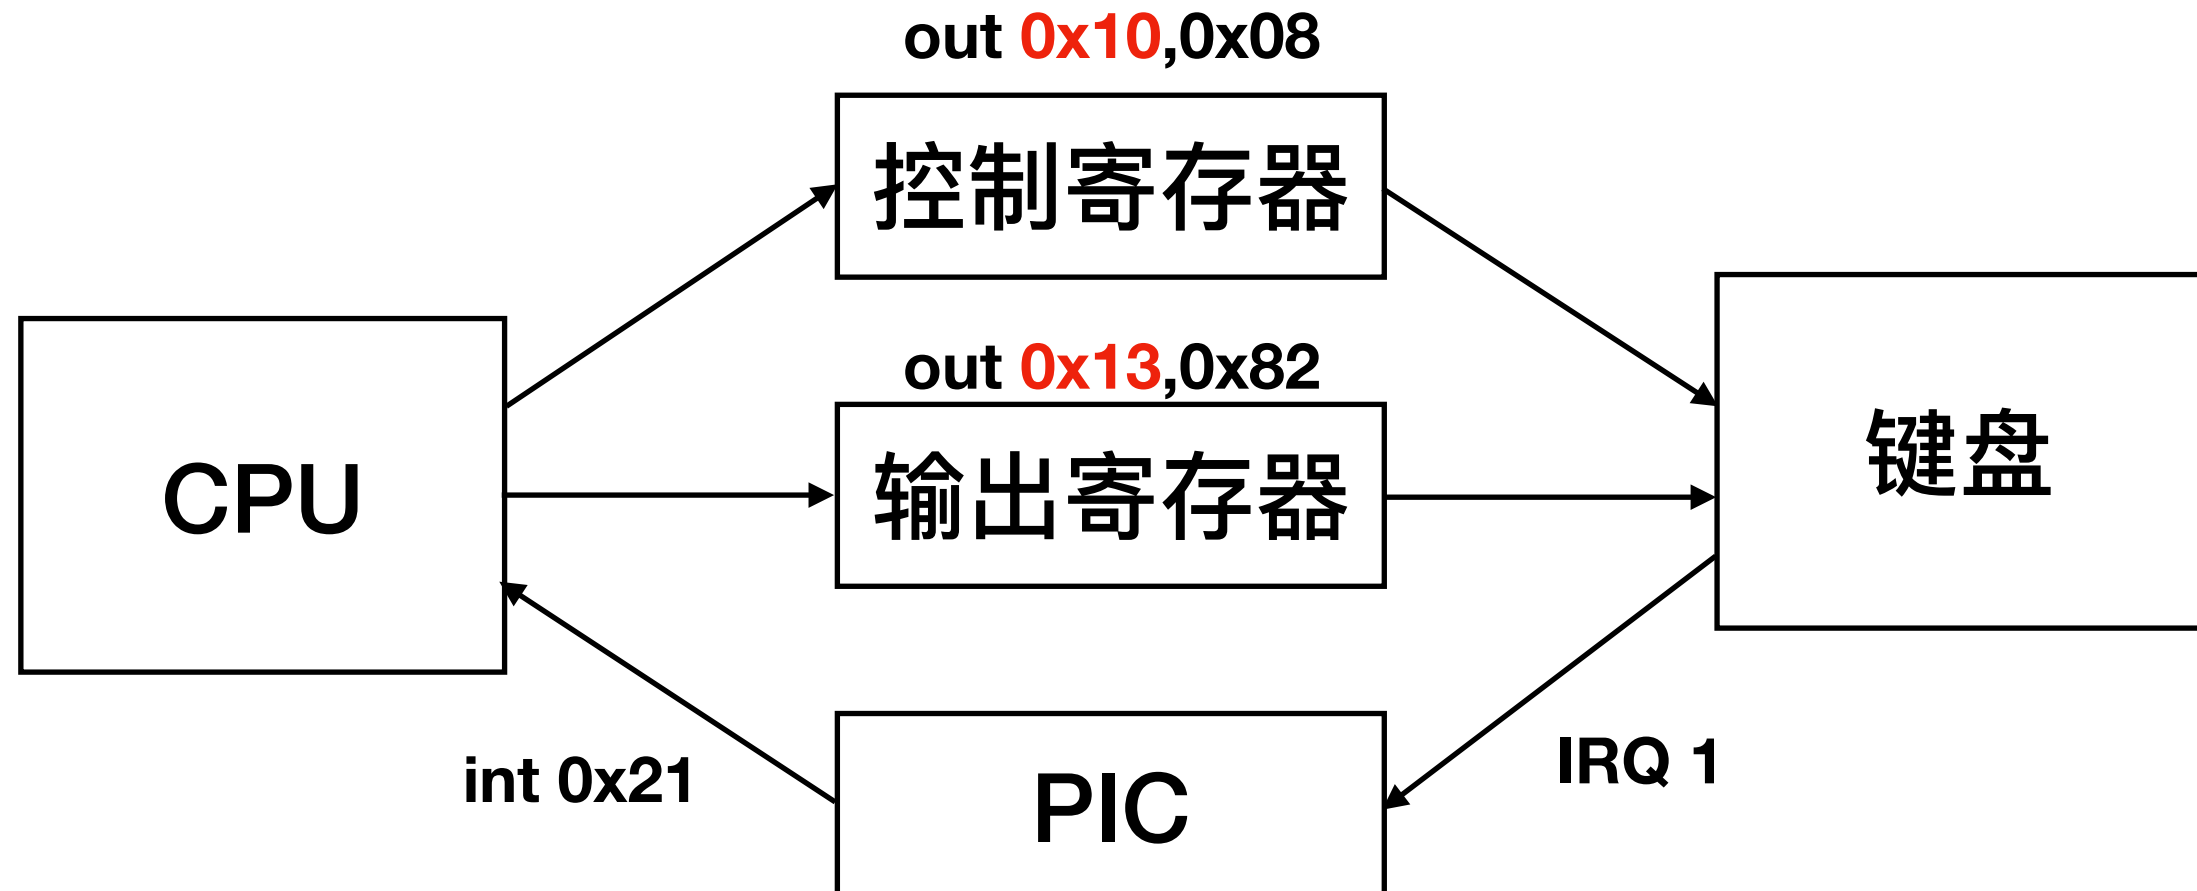 out 0x10,0x08
控制寄存器
out 0x13,0x82
输出寄存器
CPU
键盘
int 0x21
IRQ 1
PIC